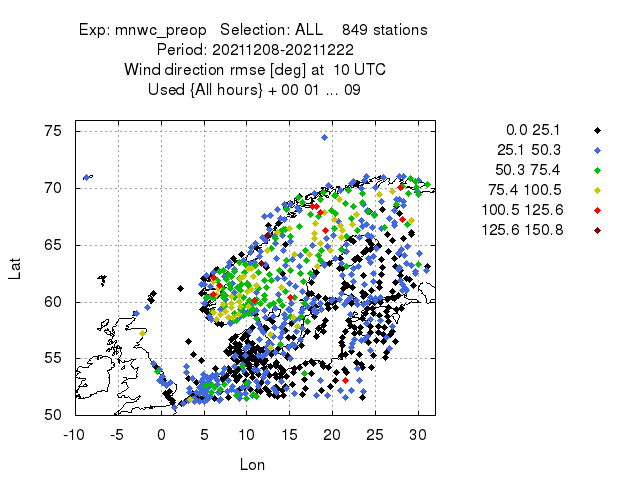 Exp: mnwc_preop   Selection: ALL    849 stations
Period: 20211208-20211222
Wind direction rmse [deg] at  10 UTC
Used {All hours} + 00 01 ... 09
0.0 25.1
25.1 50.3
50.3 75.4
75.4 100.5
100.5 125.6
125.6 150.8
75
70
65
60
55
50
Lat
-10 -5 0 5 10 15 20 25 30
Lon